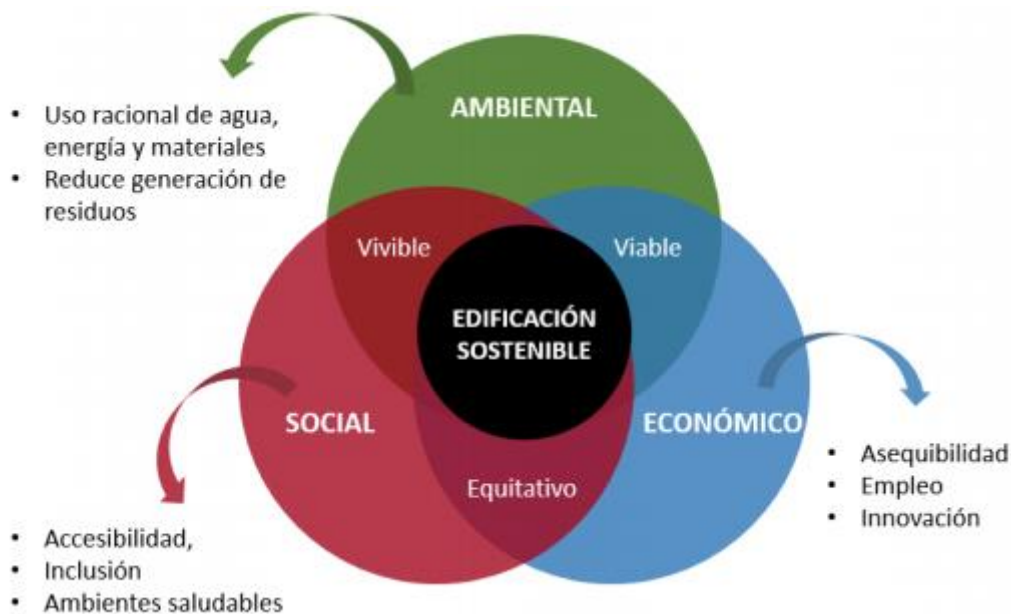 AMBIENTAL
• Uso racional de agua,
energía y materiales
• Reduce generación de
residuos
Vivible
Viable
EDIFICACIÓN
SOSTENIBLE
SOCIAL
ECONÓMICO
Equitativo
• Asequibilidad
• Empleo
• Innovación
• Accesibilidad,
• Inclusión
• Ambientes saludables